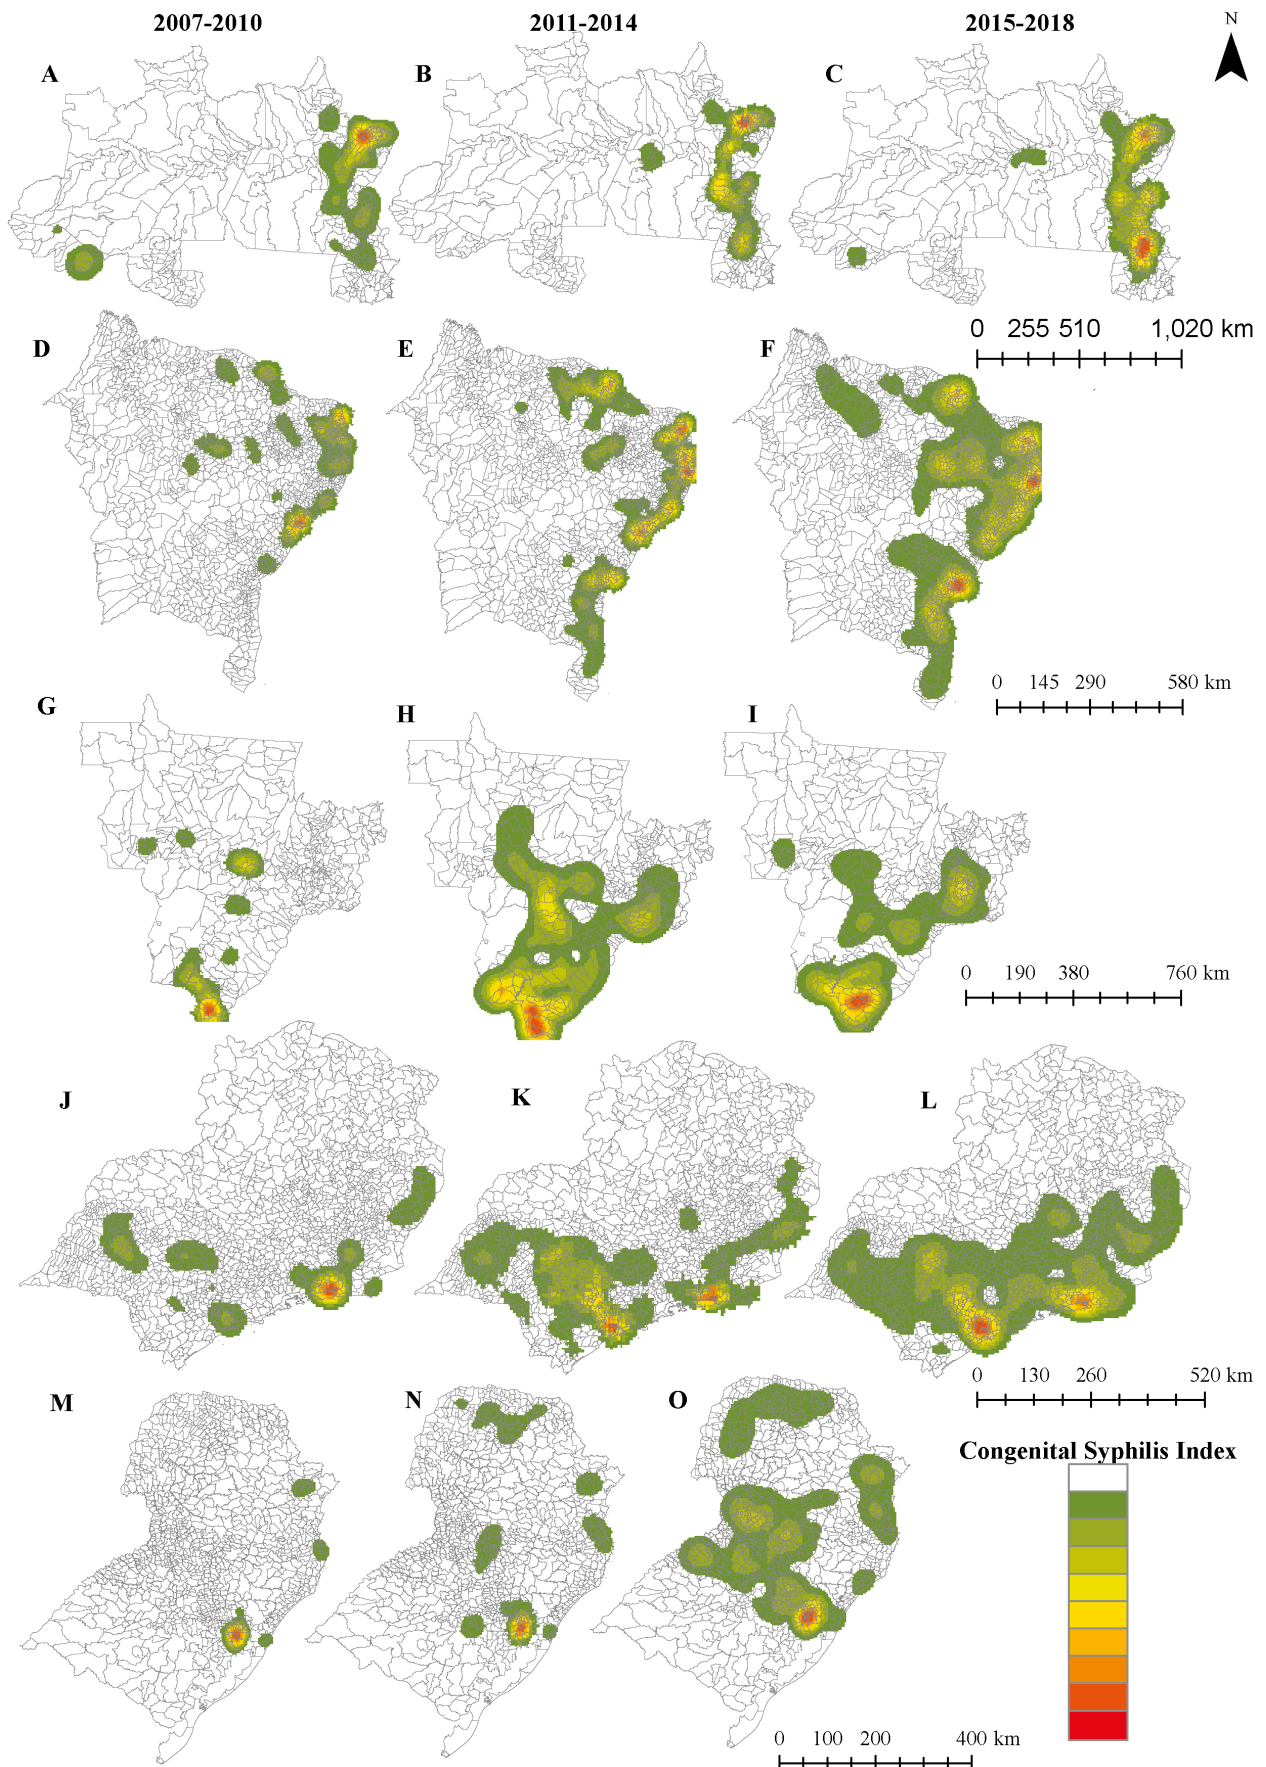 2007-2010 2011-2014 2015-2018 N
A B C
0 255 510 1,020 km
D E F
0 145 290 580 km
G H I
0 190 380 760 km
J K L
0 130 260 520 km
M N O
Congenital Syphilis Index
0 100 200 400 km